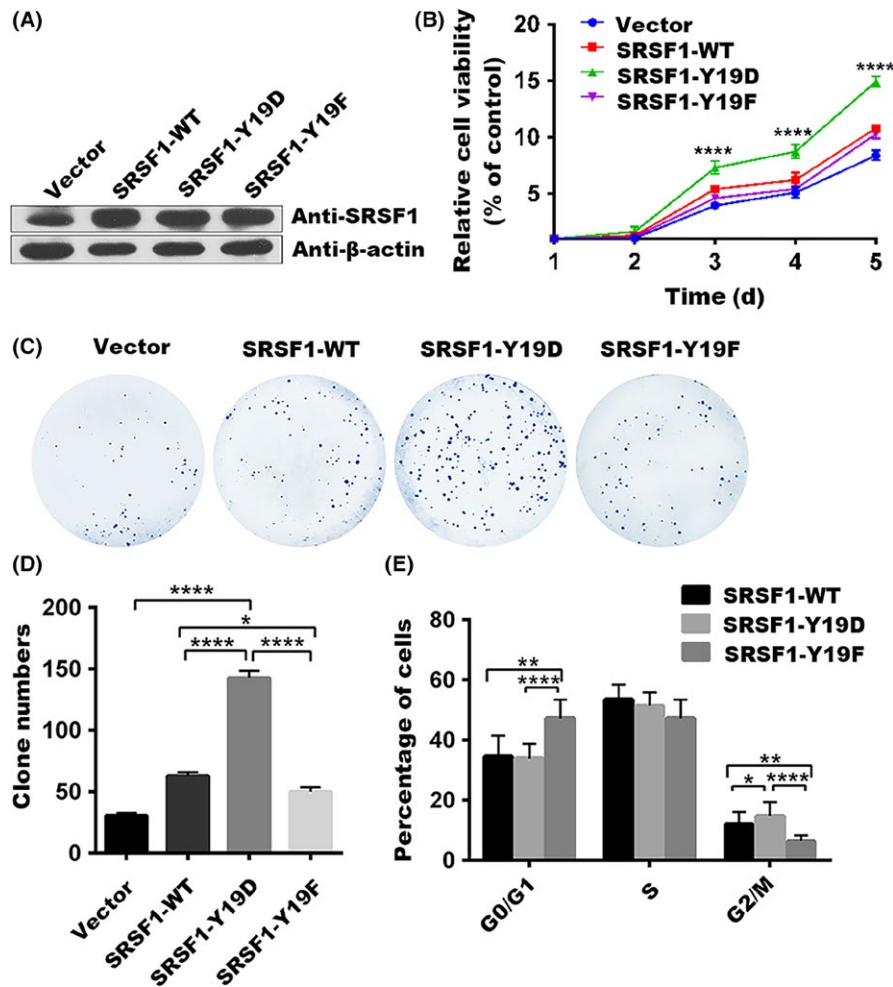 (A)
Vector
SRSF1-WT
SRSF1-Y19D
SRSF1-Y19F
Anti-SRSF1
Anti-β-actin
(B)
Relative cell viability
(% of control)
20
15
10
5
1 2 3 4 5
Time (d)
Vector
SRSF1-WT
SRSF1-Y19D
SRSF1-Y19F
****
****
****
(C)
Vector SRSF1-WT SRSF1-Y19D SRSF1-Y19F
(D)
Clone numbers
200
150
100
50
0
****
*
**** ****
Vector
SRSF1-WT
SRSF1-Y19D
SRSF1-Y19F
(E)
SRSF1-WT
SRSF1-Y19D
SRSF1-Y19F
Percentage of cells
80
60
40
20
0
**
****
**
* ****
G0/G1
S
G2/M